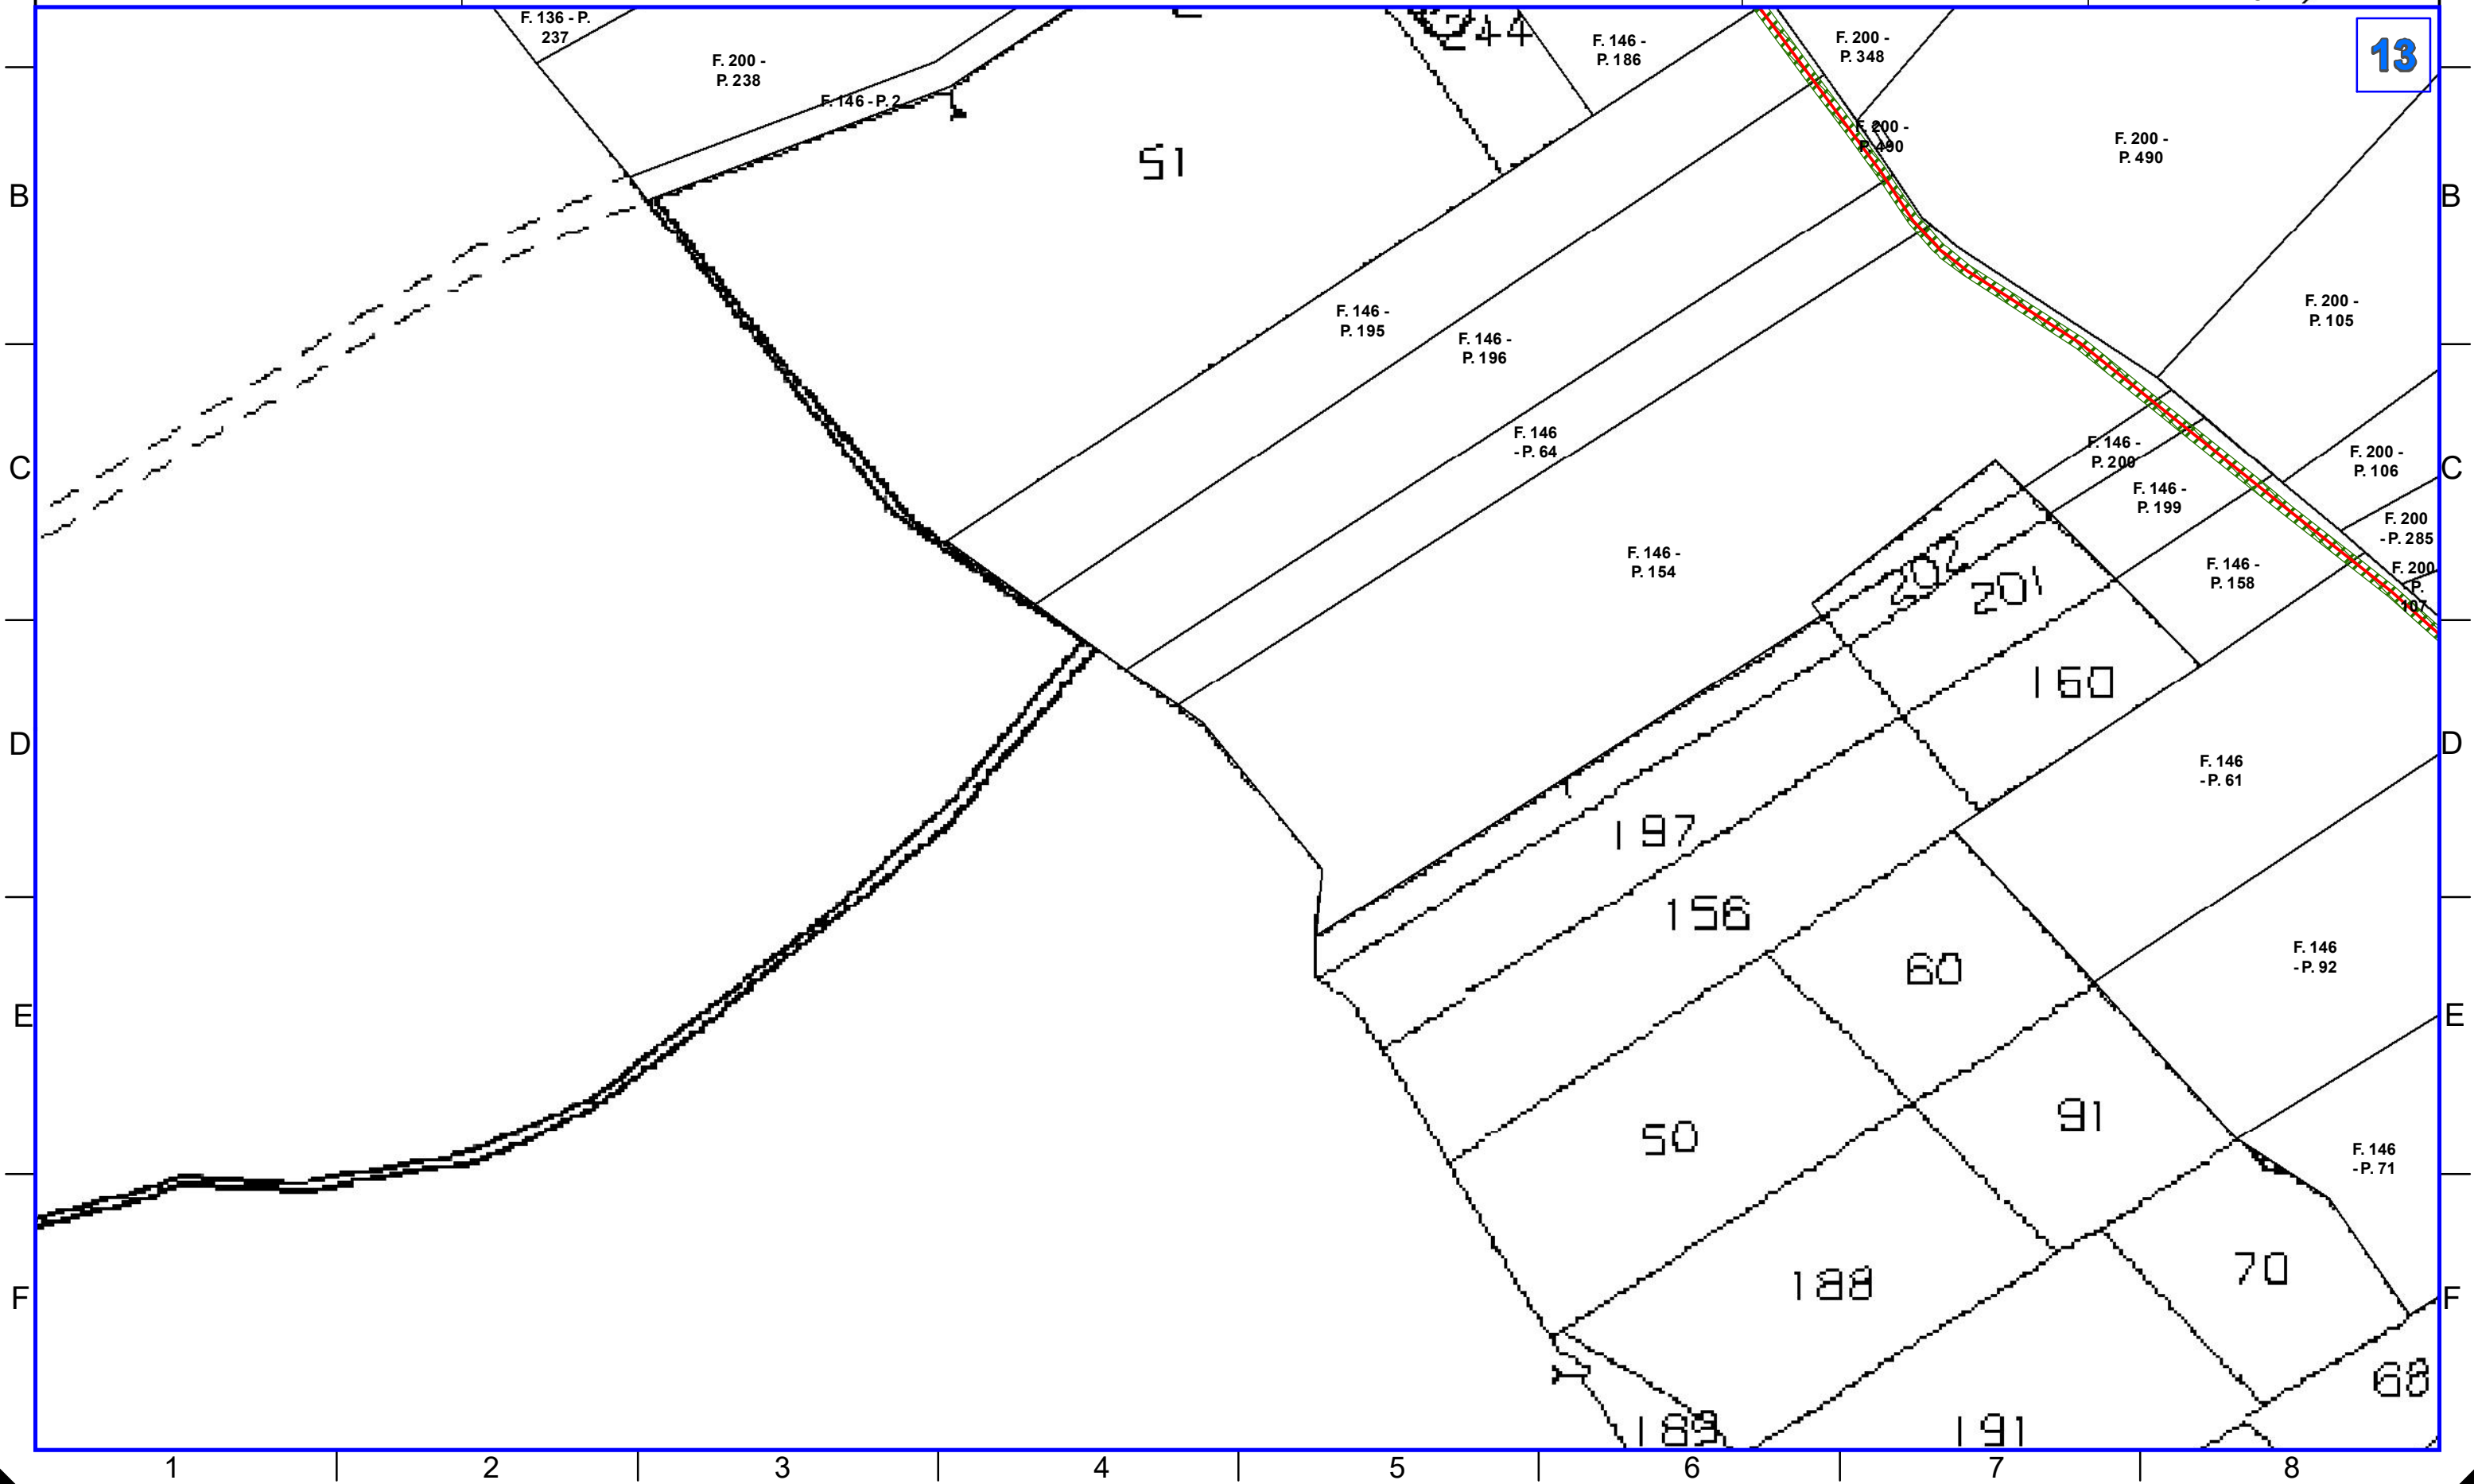 F. 136 - P.
237
F. 200 -
P. 238
F. 146 - P. 2
244
F. 146 -
P. 186
F. 200 -
P. 348
13
F. 200 -
P. 490
F. 200 -
P. 490
B
51
B
F. 200 -
P. 105
F. 146 -
P. 195
F. 146 -
P. 196
F. 146
- P. 64
F. 146 -
P. 200
C
F. 200 -
P. 106
C
F. 146 -
P. 199
F. 200
- P. 285
F. 146 -
P. 154
202
201
F. 146 -
P. 158
F. 200
P.
107
160
D
D
F. 146
- P. 61
197
156
60
F. 146
- P. 92
E
E
50
91
F. 146
- P. 71
188
70
F
F
68
189
191
1
2
3
4
5
6
7
8